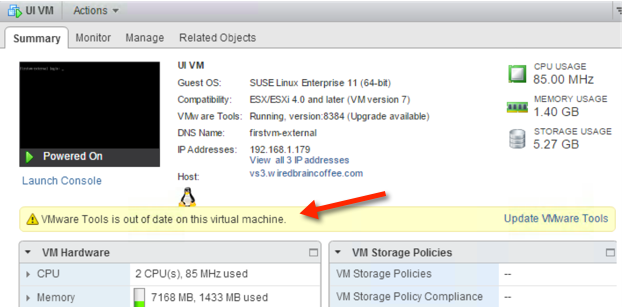 UI VM Actions
Summary Monitor Manage Related Objects
UI VM
Guest OS: SUSE Linux Enterprise 11 (64-bit)
Compatibility: ESX/ESXi 4.0 and later (VM version 7)
VMware Tools: Running, version:8384 (Upgrade available)
DNS Name: firstvm-external
IP Addresses: 192.168.1.179
View all 3 IP addresses
Host: vs3.wiredbraincoffee.com
CPU USAGE
85.00 MHz
MEMORY USAGE
1.40 GB
STORAGE USAGE
5.27 GB
Powered On
Launch Console
VMware Tools is out of date on this virtual machine. Update VMware Tools
VM Hardware
CPU 2 CPU(s), 85 MHz used
Memory 7168 MB, 1433 MB used
VM Storage Policies
VM Storage Policies --
VM Storage Policy Compliance --